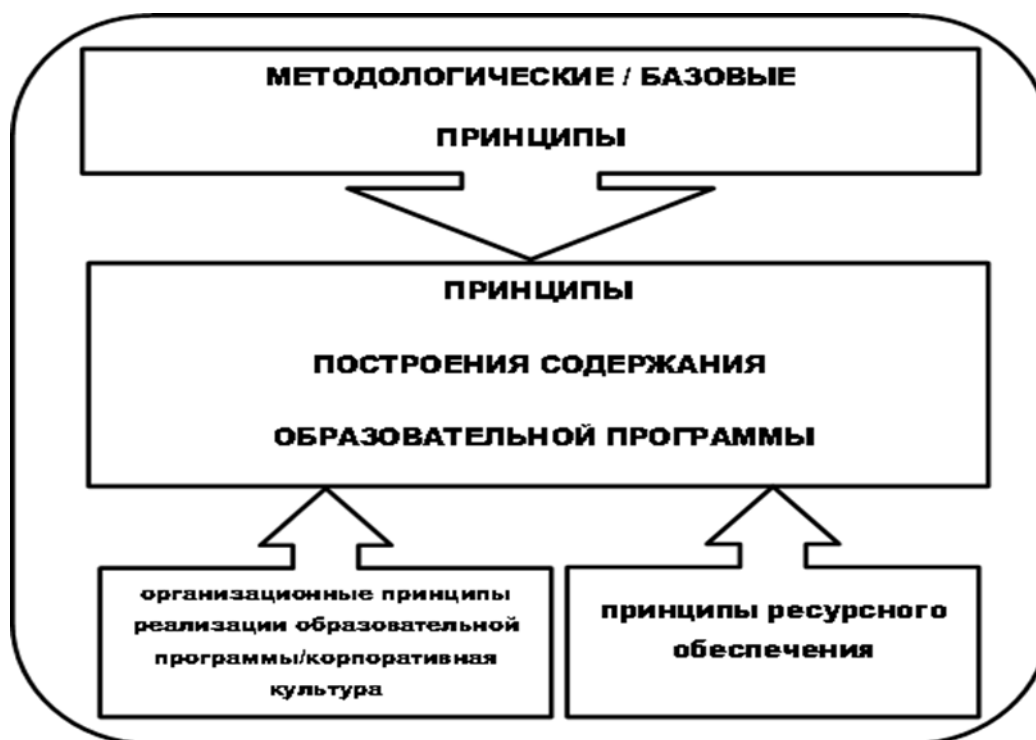 МЕТОДОЛОГИЧЕСКИЕ / БАЗОВЫЕ
ПРИНЦИПЫ
ПРИНЦИПЫ
ПОСТРОЕНИЯ СОДЕРЖАНИЯ
ОБРАЗОВАТЕЛЬНОЙ ПРОГРАММЫ
организационные принципы
реализации образовательной
программы/корпоративная
культура
принципы ресурсного
обеспечения